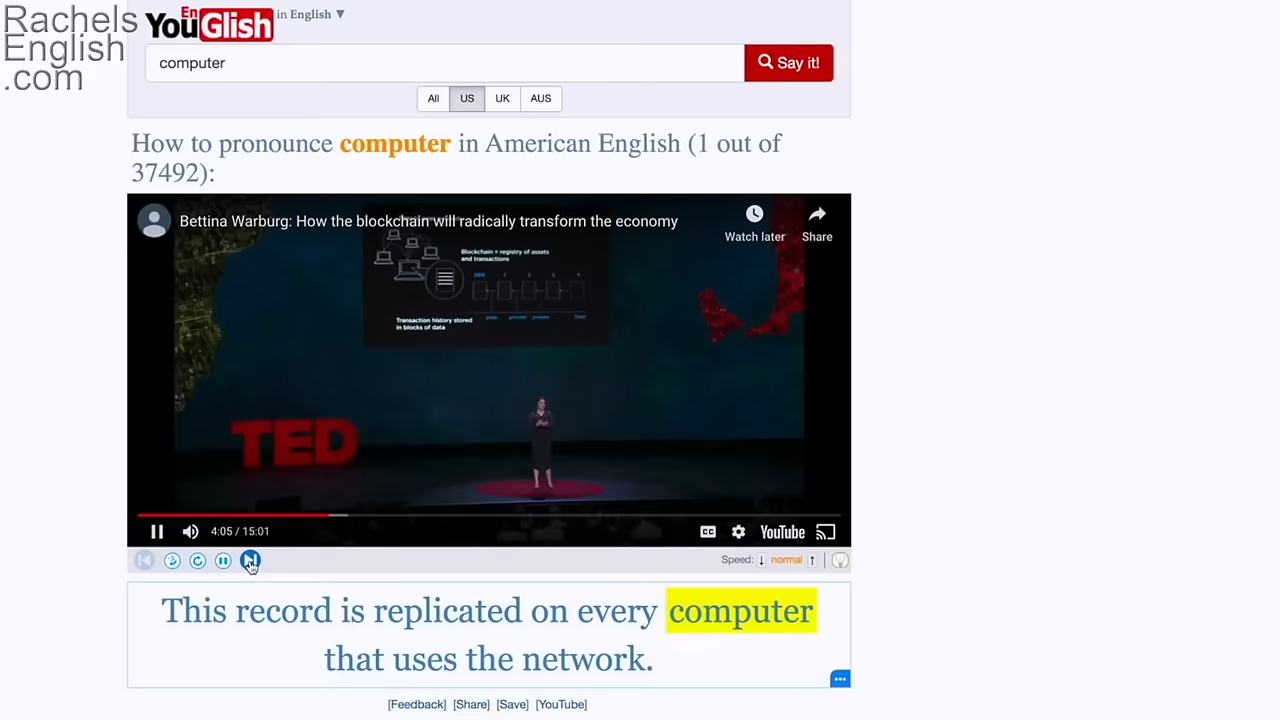 Rachels
English
.com
En
YouGlish
in English ▼
computer
Say it!
All US UK AUS
How to pronounce computer in American English (1 out of
37492):
Bettina Warburg: How the blockchain will radically transform the economy
Watch later Share
Blockchain = registry of assets
and transactions
Transaction history stored
in blocks of data
TED
4:05 / 15:01
CC YouTube
Speed: ↓ normal ↑
This record is replicated on every computer
that uses the network.
[Feedback] [Share] [Save] [YouTube]